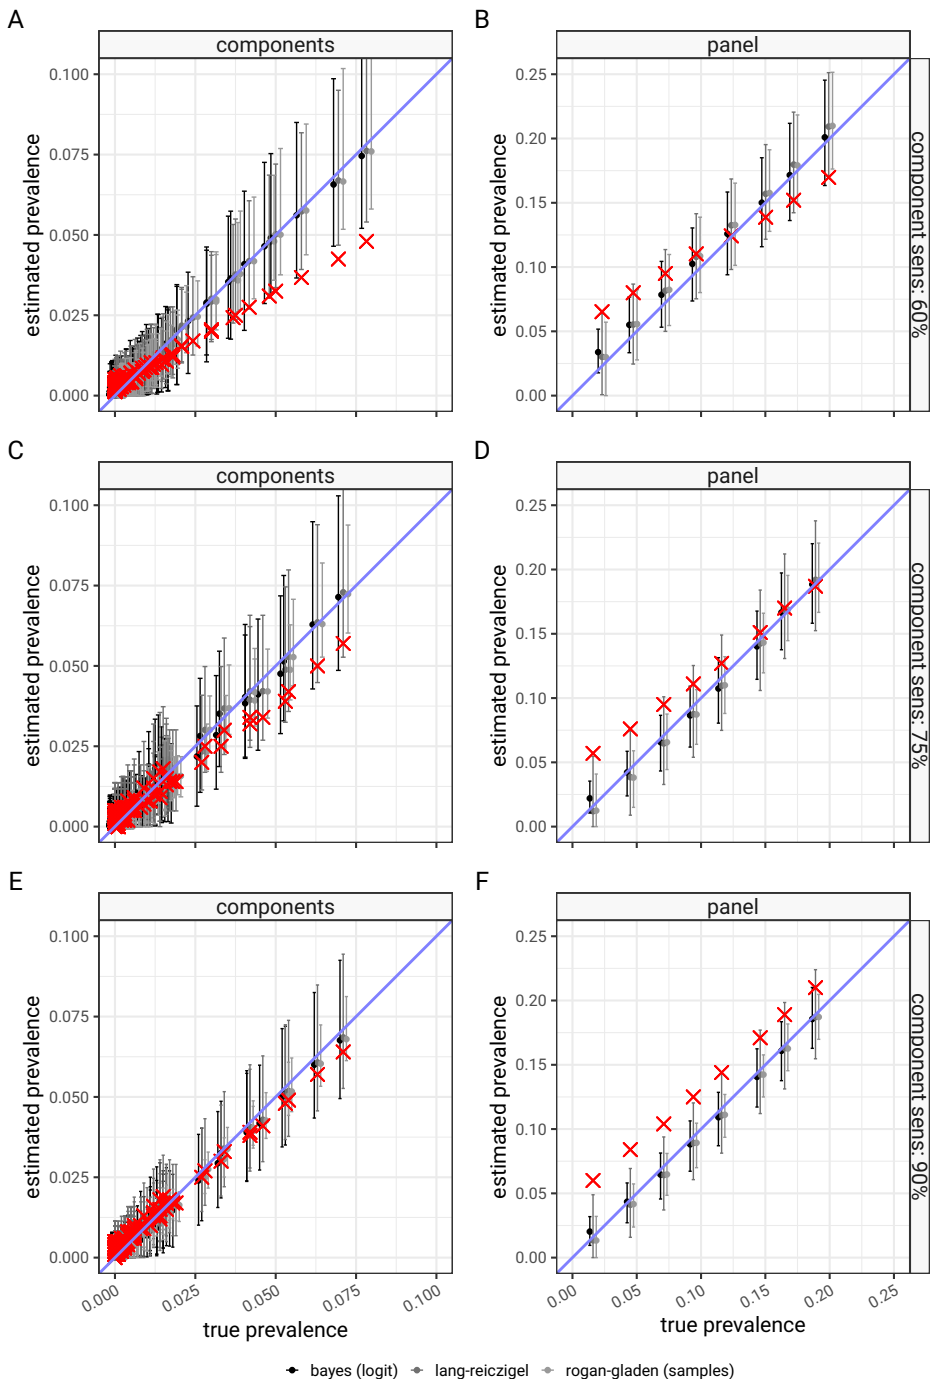 A
components
0.100
0.075
0.050
0.025
0.000
estimated prevalence
B
panel
0.25
0.20
0.15
0.10
0.05
0.00
estimated prevalence
component sens: 60%
C
components
0.100
0.075
0.050
0.025
0.000
estimated prevalence
D
panel
0.25
0.20
0.15
0.10
0.05
0.00
estimated prevalence
component sens: 75%
E
components
0.100
0.075
0.050
0.025
0.000
estimated prevalence
0.000 0.025 0.050 0.075 0.100
true prevalence
F
panel
0.25
0.20
0.15
0.10
0.05
0.00
estimated prevalence
component sens: 90%
0.00 0.05 0.10 0.15 0.20 0.25
true prevalence
bayes (logit) lang-reiczigel rogan-gladen (samples)